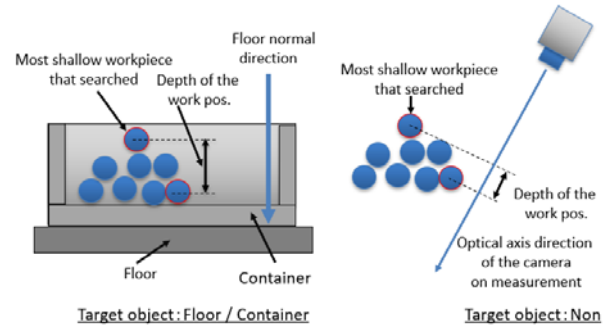 Floor normal
direction
Most shallow workpiece
that searched
Depth of the
work pos.
Floor
Container
Target object : Floor / Container
Most shallow workpiece
that searched
Depth of the
work pos.
Optical axis direction
of the camera
on measurement
Target object : Non